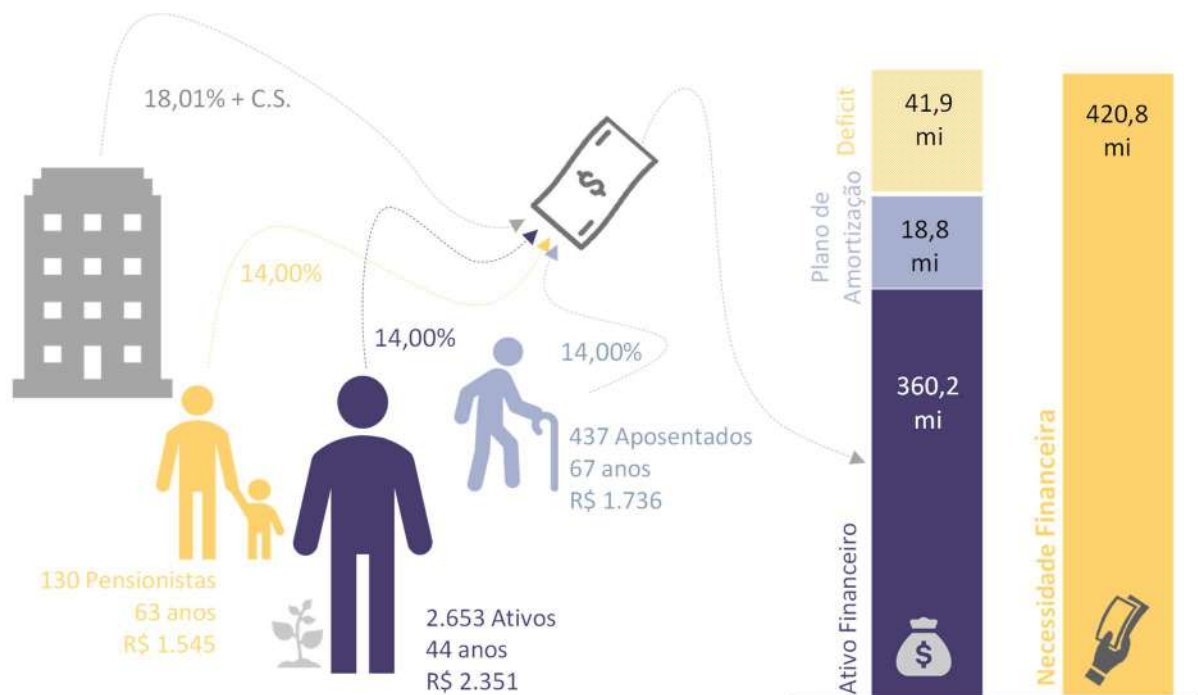 18,01% + C.S.
14,00%
14,00%
14,00%
$
130 Pensionistas
63 anos
R$ 1.545
2.653 Ativos
44 anos
R$ 2.351
437 Aposentados
67 anos
R$ 1.736
Deficit
41,9
mi
Plano de
Amortização
18,8
mi
Ativo Financeiro
360,2
mi
$
Necessidade Financeira
420,8
mi